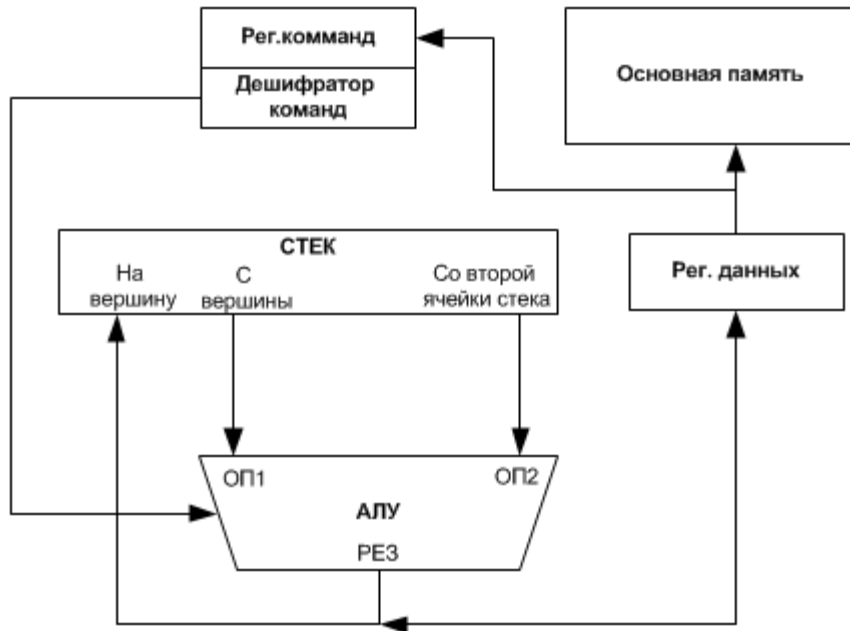 Рег.комманд
Дешифратор
команд
Основная память
СТЕК
На
вершину
С
вершины
Со второй
ячейки стека
Рег. данных
ОП1
ОП2
АЛУ
РЕЗ